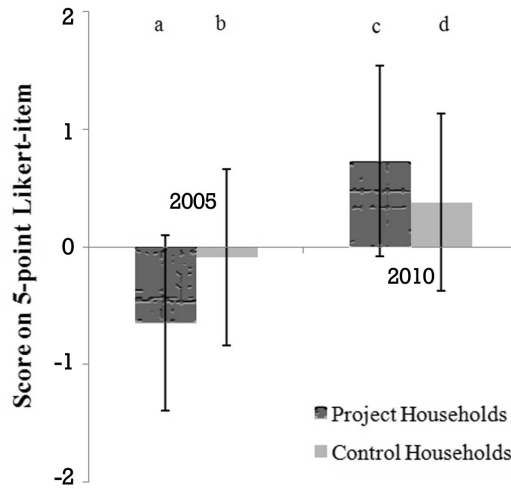 2
a b c d
1
2005
0
2010
-1
-2
Score on 5-point Likert-item
Project Households
Control Households